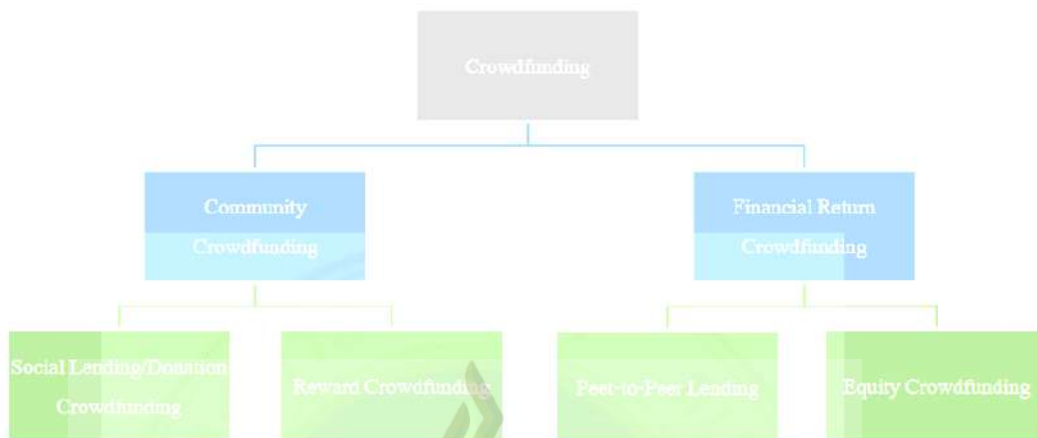 Crowdfunding
Community
Crowdfunding
Financial Return
Crowdfunding
Social Lending/Donation
Crowdfunding
Reward Crowdfunding
Peer-to-Peer Lending
Equity Crowdfunding